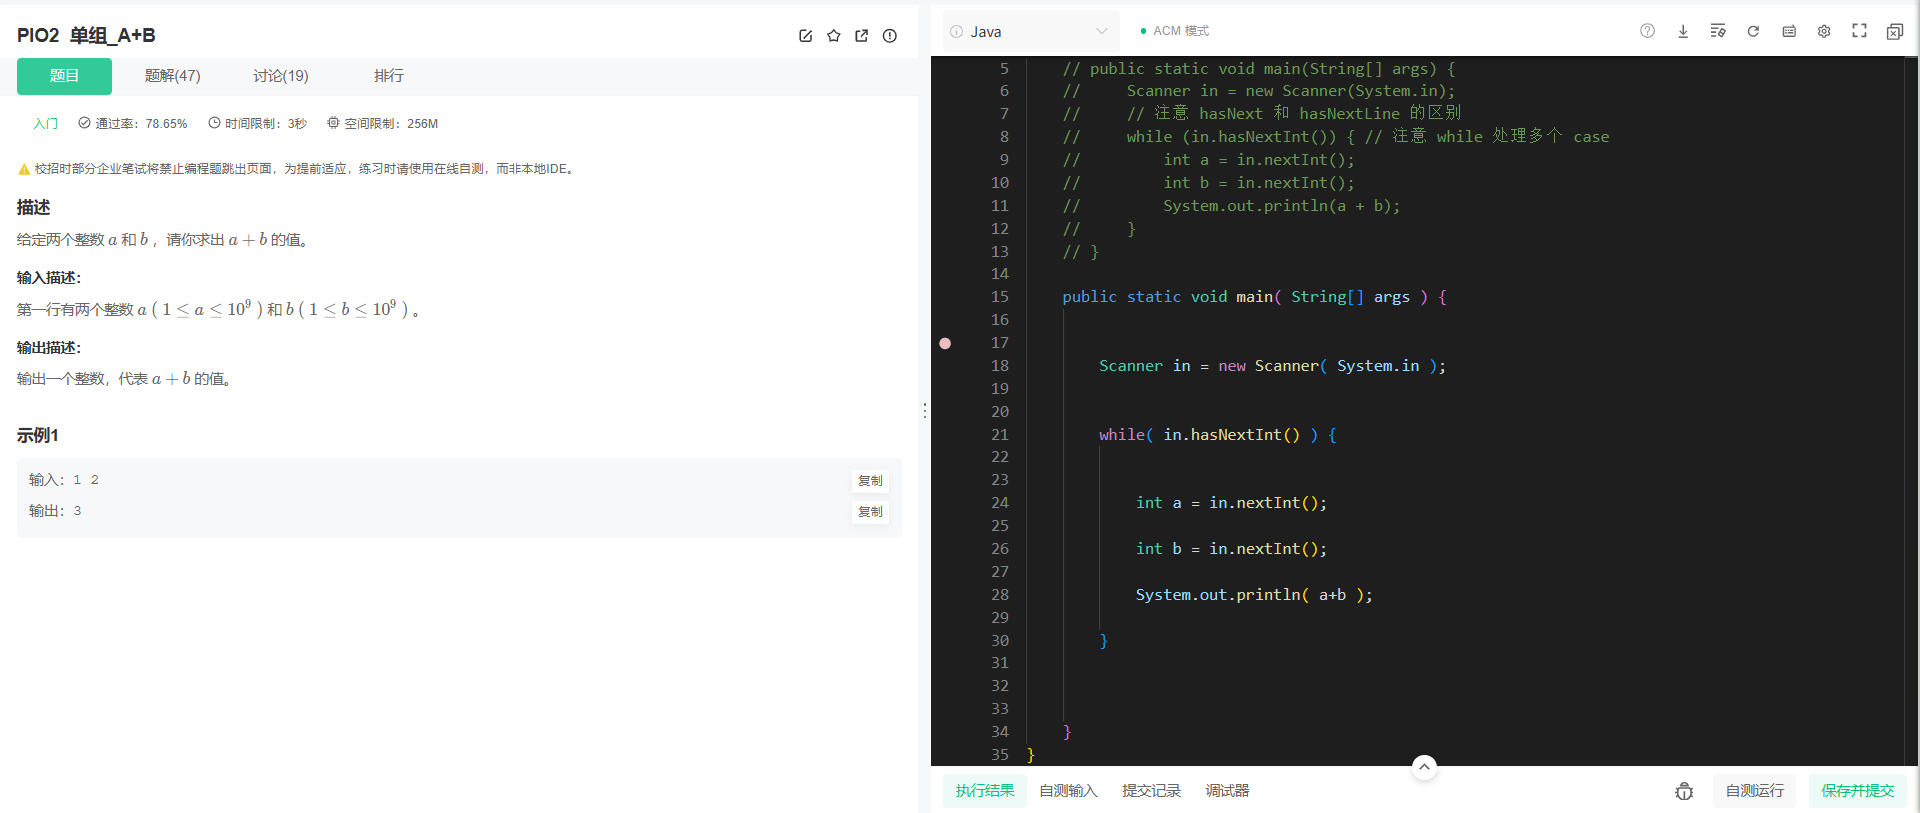 PIO2 单组_A+B
题目 题解(47) 讨论(19) 排行
入门 通过率：78.65% 时间限制：3秒 空间限制：256M
校招时部分企业笔试将禁止编程题跳出页面，为提前适应，练习时请使用在线自测，而非本地IDE。
描述
给定两个整数 a 和 b ，请你求出 a + b 的值。
输入描述：
第一行有两个整数 a ( 1 ≤ a ≤ 10⁹ ) 和 b ( 1 ≤ b ≤ 10⁹ ) 。
输出描述：
输出一个整数，代表 a + b 的值。
示例1
输入：1 2 复制
输出：3 复制
Java ACM 模式
5 // public static void main(String[] args) {
6 //     Scanner in = new Scanner(System.in);
7 //     // 注意 hasNext 和 hasNextLine 的区别
8 //     while (in.hasNextInt()) { // 注意 while 处理多个 case
9 //         int a = in.nextInt();
10 //         int b = in.nextInt();
11 //         System.out.println(a + b);
12 //     }
13 // }
14
15 public static void main( String[] args ) {
16
17
18 Scanner in = new Scanner( System.in );
19
20
21 while( in.hasNextInt() ) {
22
23
24 int a = in.nextInt();
25
26 int b = in.nextInt();
27
28 System.out.println( a+b );
29
30 }
31
32
33
34 }
35 }
执行结果 自测输入 提交记录 调试器 自测运行 保存并提交